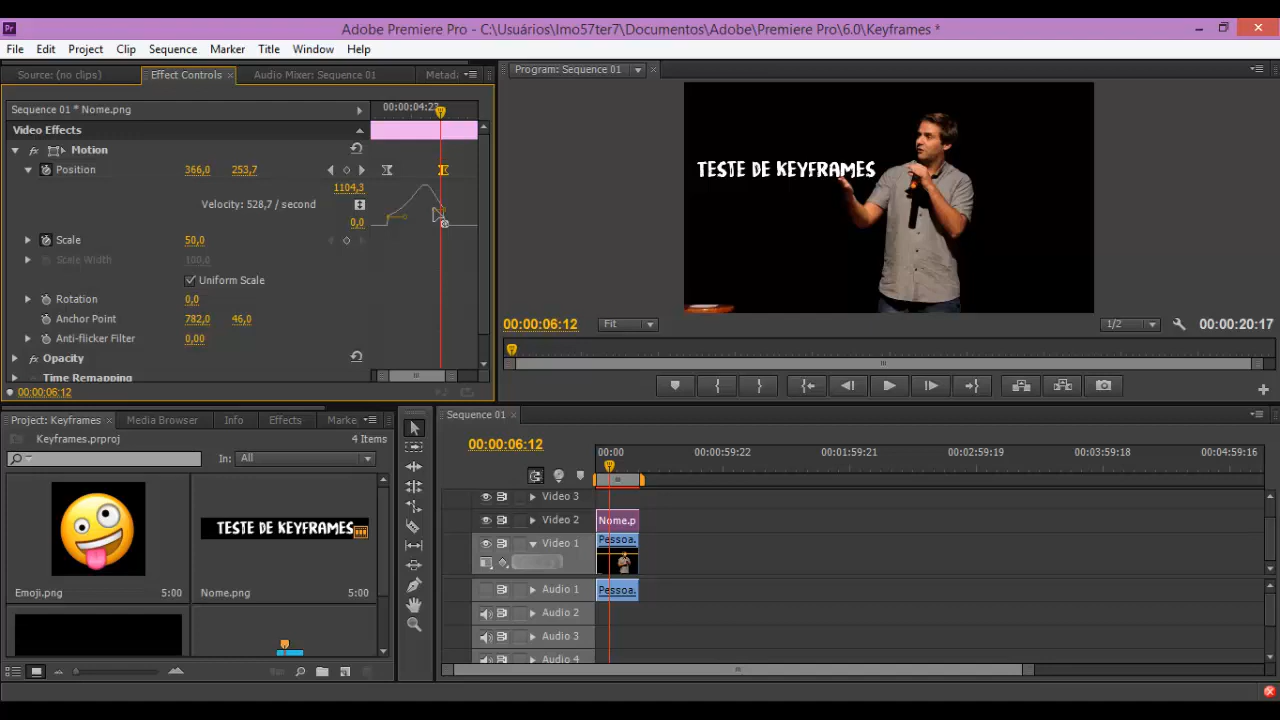 Pr
Adobe Premiere Pro - C:\Usuários\Imo57ter7\Documentos\Adobe\Premiere Pro\6.0\Keyframes *
File Edit Project Clip Sequence Marker Title Window Help
Source: (no clips) Effect Controls Audio Mixer: Sequence 01 Metada
Program: Sequence 01
Sequence 01 * Nome.png
00:00:04:23
Video Effects
fx Motion
Position 366,0 253,7
1104,3
Velocity: 528,7 / second
0,0
Scale 50,0
Scale Width 100,0
Uniform Scale
Rotation 0,0
Anchor Point 782,0 46,0
Anti-flicker Filter 0,00
fx Opacity
Time Remapping
00:00:06:12
TESTE DE KEYFRAMES
00:00:06:12 Fit 1/2 00:00:20:17
Project: Keyframes Media Browser Info Effects Marke
Keyframes.prproj 4 Items
In: All
TESTE DE KEYFRAMES
Emoji.png 5:00 Nome.png 5:00
Sequence 01
00:00:06:12
00:00 00:00:59:22 00:01:59:21 00:02:59:19 00:03:59:18 00:04:59:16
Video 3
Video 2 Nome.p
Video 1 Pessoa.
Audio 1 Pessoa.
Audio 2
Audio 3
Audio 4